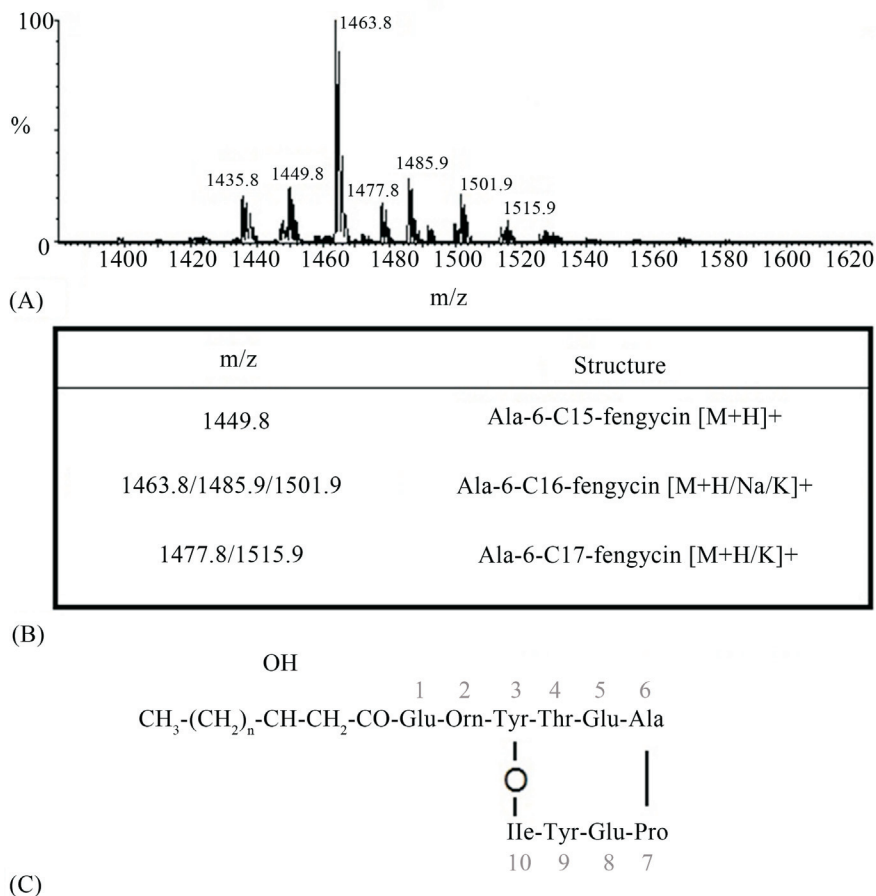 100
1463.8
%
1435.8
1449.8
1477.8
1485.9
1501.9
1515.9
0
1400 1420 1440 1460 1480 1500 1520 1540 1560 1580 1600 1620
m/z
(A)
m/z Structure
1449.8 Ala-6-C15-fengycin [M+H]+
1463.8/1485.9/1501.9 Ala-6-C16-fengycin [M+H/Na/K]+
1477.8/1515.9 Ala-6-C17-fengycin [M+H/K]+
(B)
OH
1 2 3 4 5 6
CH3-(CH2)n-CH-CH2-CO-Glu-Orn-Tyr-Thr-Glu-Ala
O
IIe-Tyr-Glu-Pro
10 9 8 7
(C)